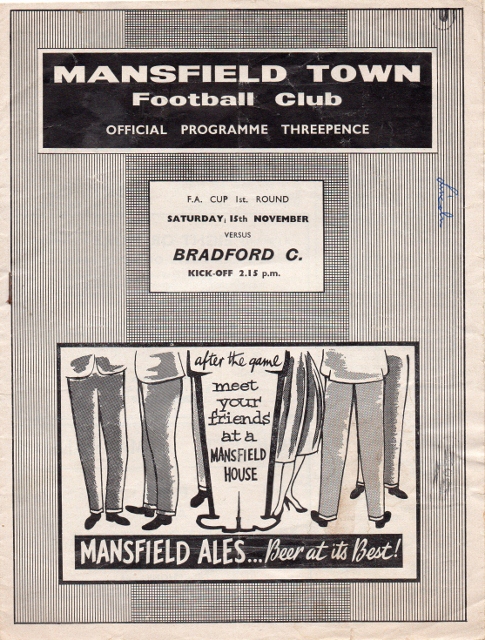 MANSFIELD TOWN
Football Club
OFFICIAL PROGRAMME THREEPENCE
F.A. CUP 1st. ROUND
SATURDAY; 15th NOVEMBER
VERSUS
BRADFORD C.
KICK-OFF 2.15 p.m.
Lincoln
after the game
meet
your
friends
at a
MANSFIELD
HOUSE
MANSFIELD ALES... Beer at its Best!